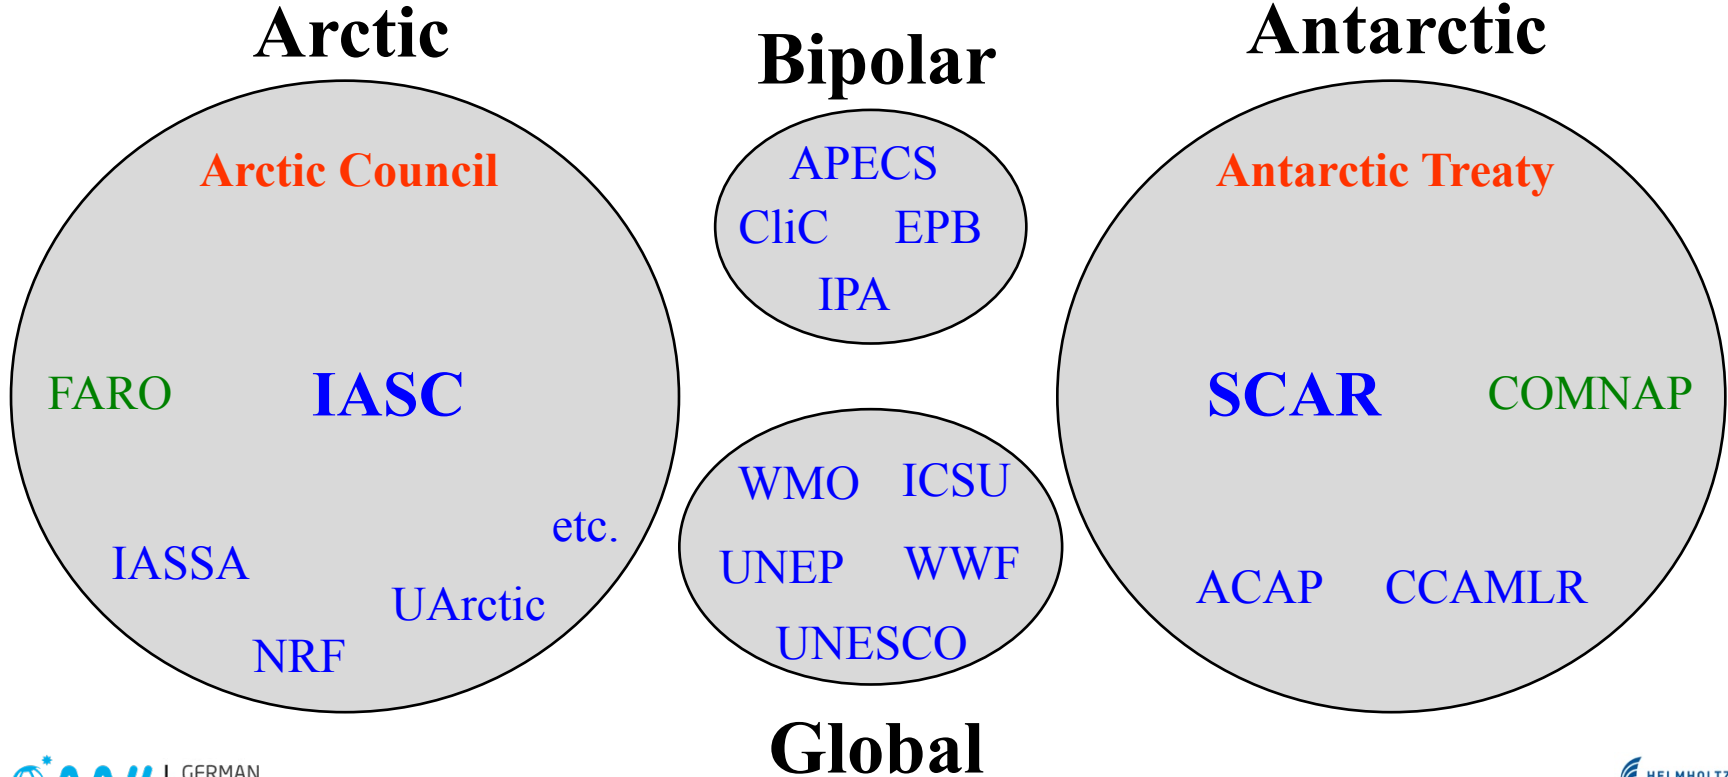 Arctic
Bipolar
Antarctic
Arctic Council
FARO
IASC
IASSA
NRF
UArctic
etc.
APECS
CliC EPB
IPA
WMO ICSU
UNEP WWF
UNESCO
Antarctic Treaty
SCAR COMNAP
ACAP CCAMLR
Global
GERMAN
HELMHOLTZ